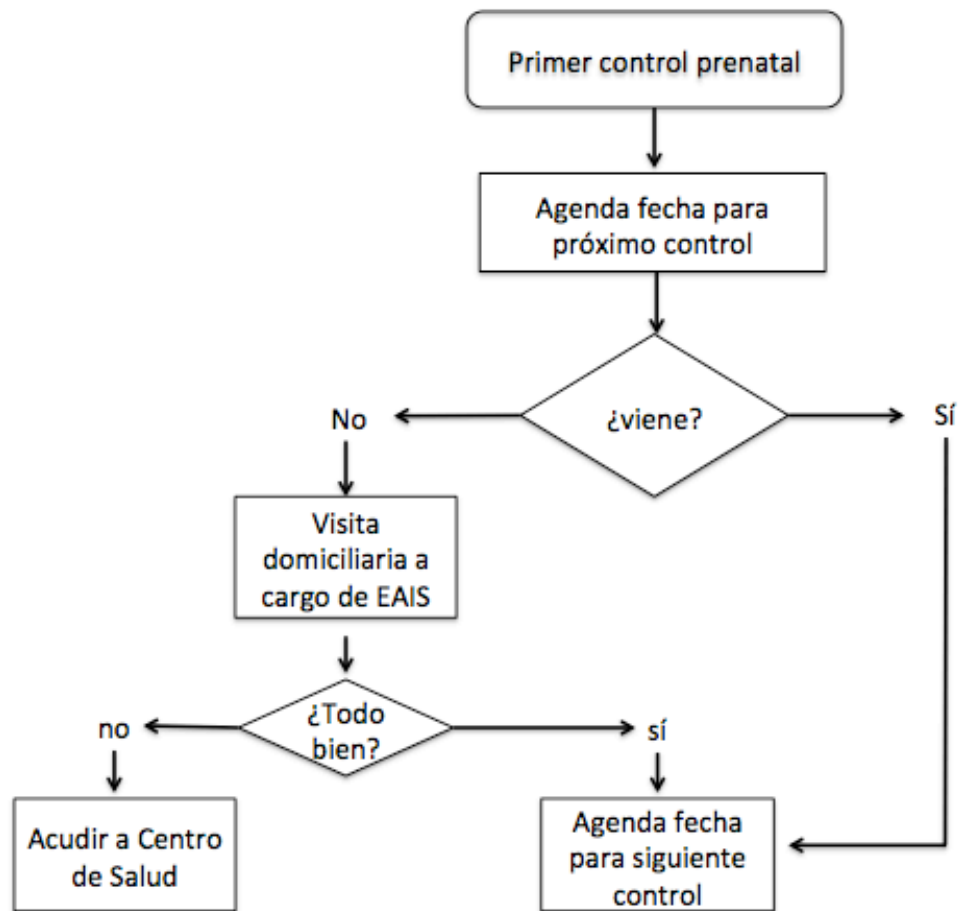 Primer control prenatal
Agenda fecha para
próximo control
¿viene?
No
Sí
Visita
domiciliaria a
cargo de EAIS
¿Todo
bien?
no
sí
Acudir a Centro
de Salud
Agenda fecha
para siguiente
control